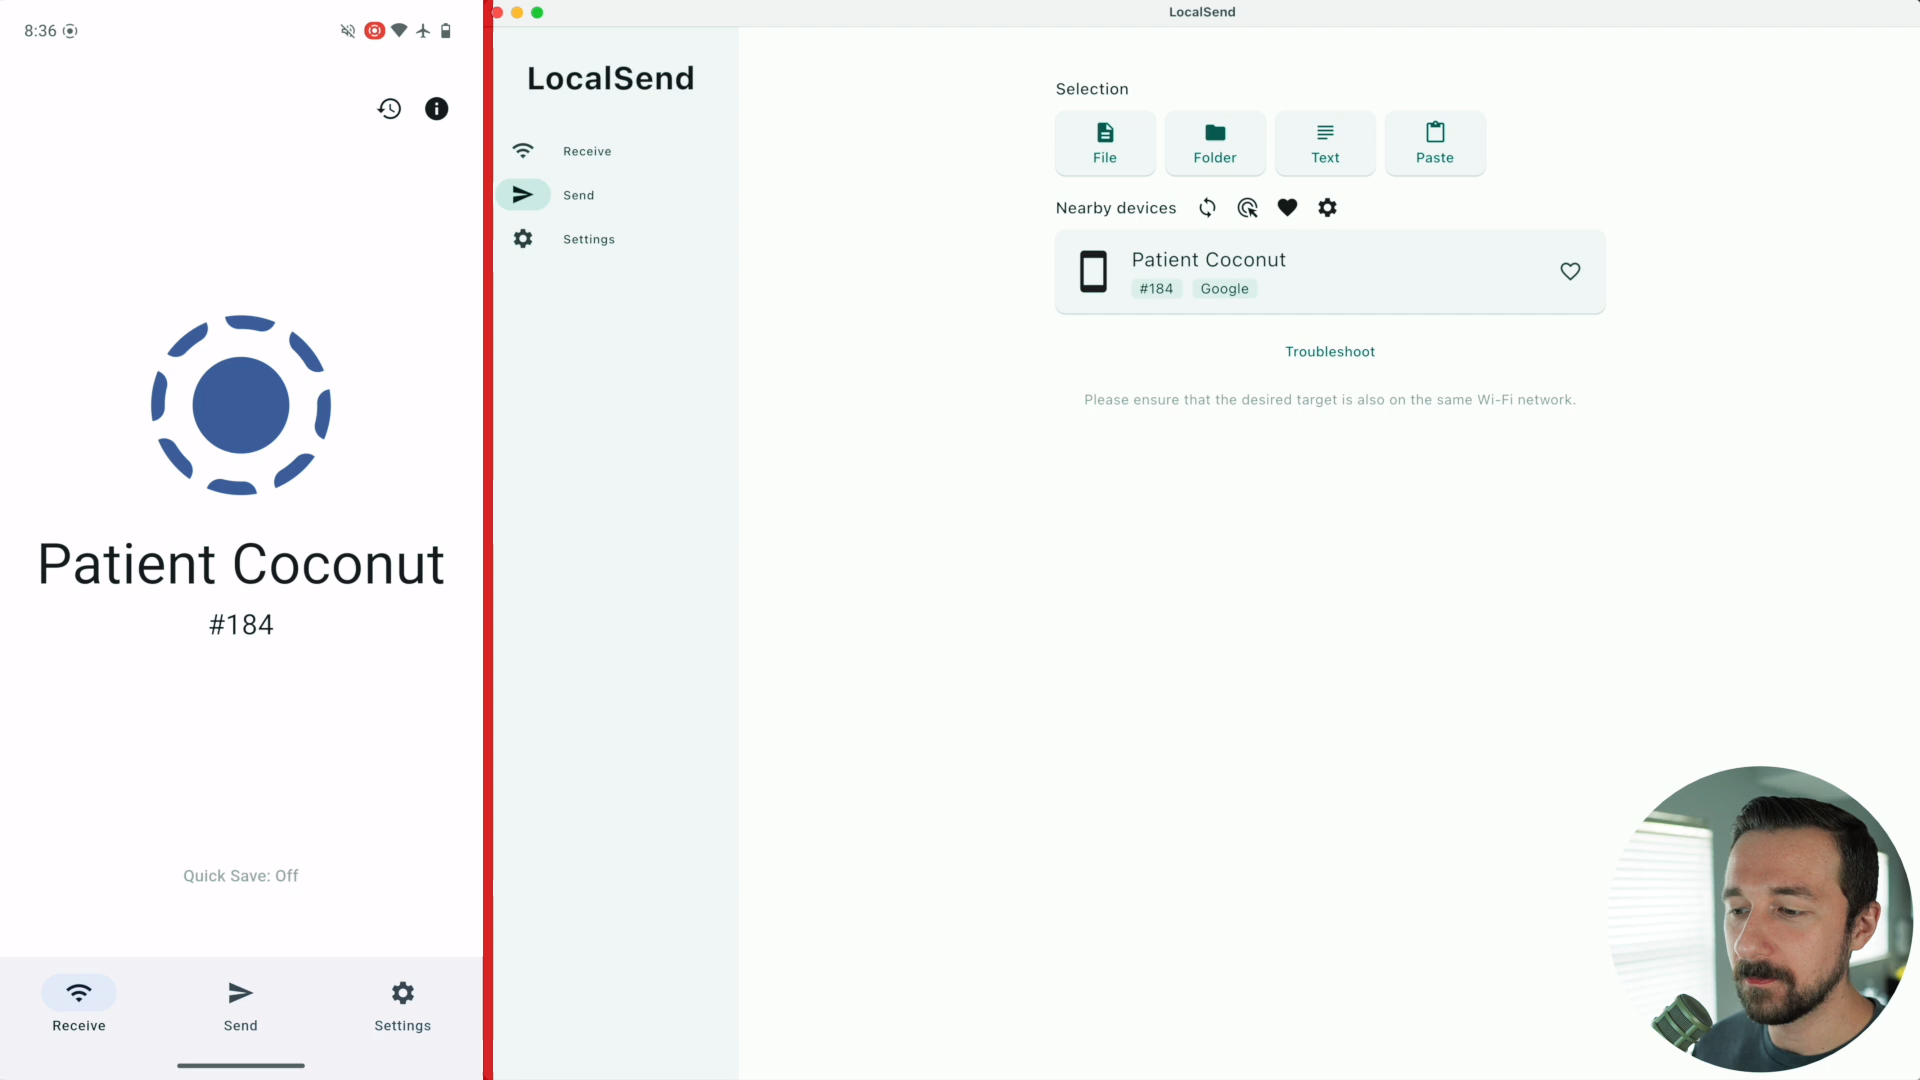 8:36
Patient Coconut
#184
Quick Save: Off
Receive
Send
Settings
LocalSend
LocalSend
Receive
Send
Settings
Selection
File
Folder
Text
Paste
Nearby devices
Patient Coconut
#184
Google
Troubleshoot
Please ensure that the desired target is also on the same Wi-Fi network.